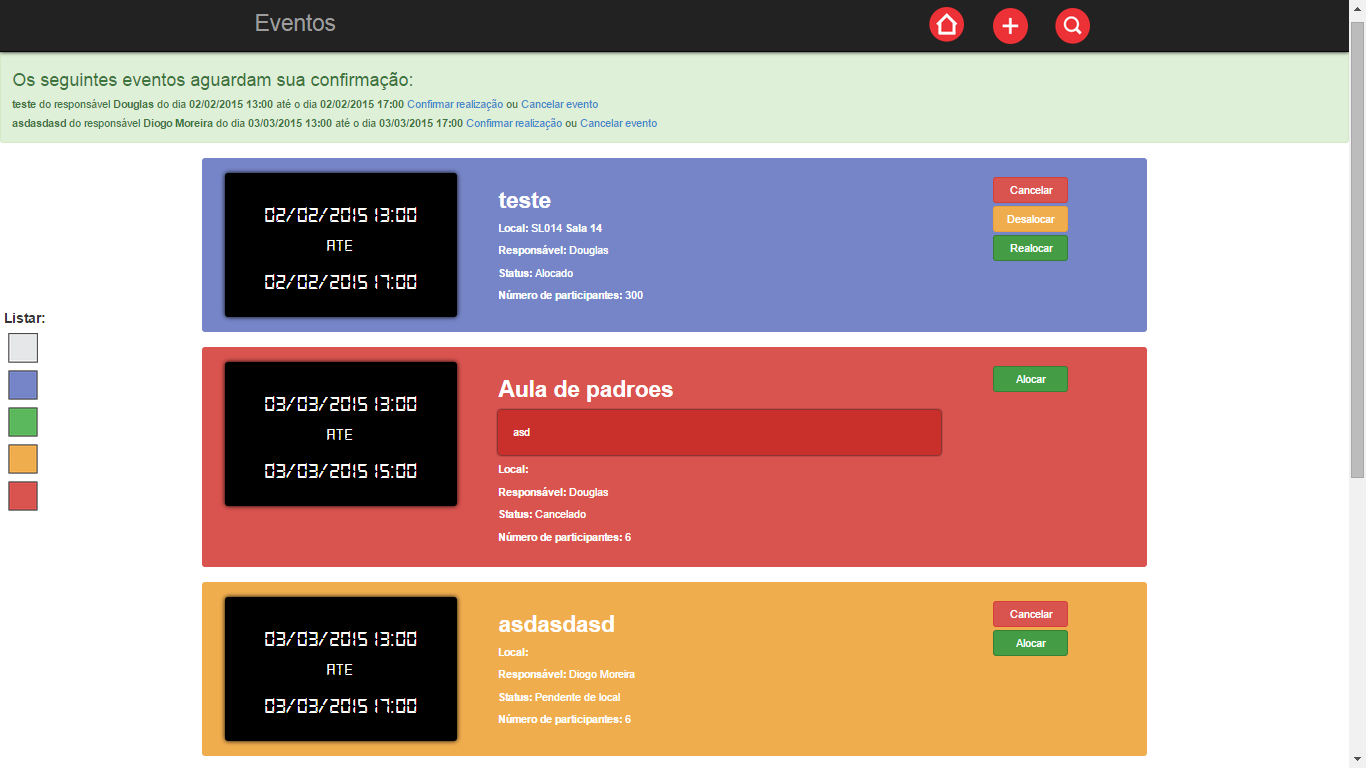 Eventos
Os seguintes eventos aguardam sua confirmação:
teste do responsável Douglas do dia 02/02/2015 13:00 até o dia 02/02/2015 17:00 Confirmar realização ou Cancelar evento
asdasdasd do responsável Diogo Moreira do dia 03/03/2015 13:00 até o dia 03/03/2015 17:00 Confirmar realização ou Cancelar evento
Listar:
02/02/2015 13:00
ATE
02/02/2015 17:00
teste
Local: SL014 Sala 14
Responsável: Douglas
Status: Alocado
Número de participantes: 300
Cancelar
Desalocar
Realocar
03/03/2015 13:00
ATE
03/03/2015 15:00
Aula de padroes
asd
Local:
Responsável: Douglas
Status: Cancelado
Número de participantes: 6
Alocar
03/03/2015 13:00
ATE
03/03/2015 17:00
asdasdasd
Local:
Responsável: Diogo Moreira
Status: Pendente de local
Número de participantes: 6
Cancelar
Alocar